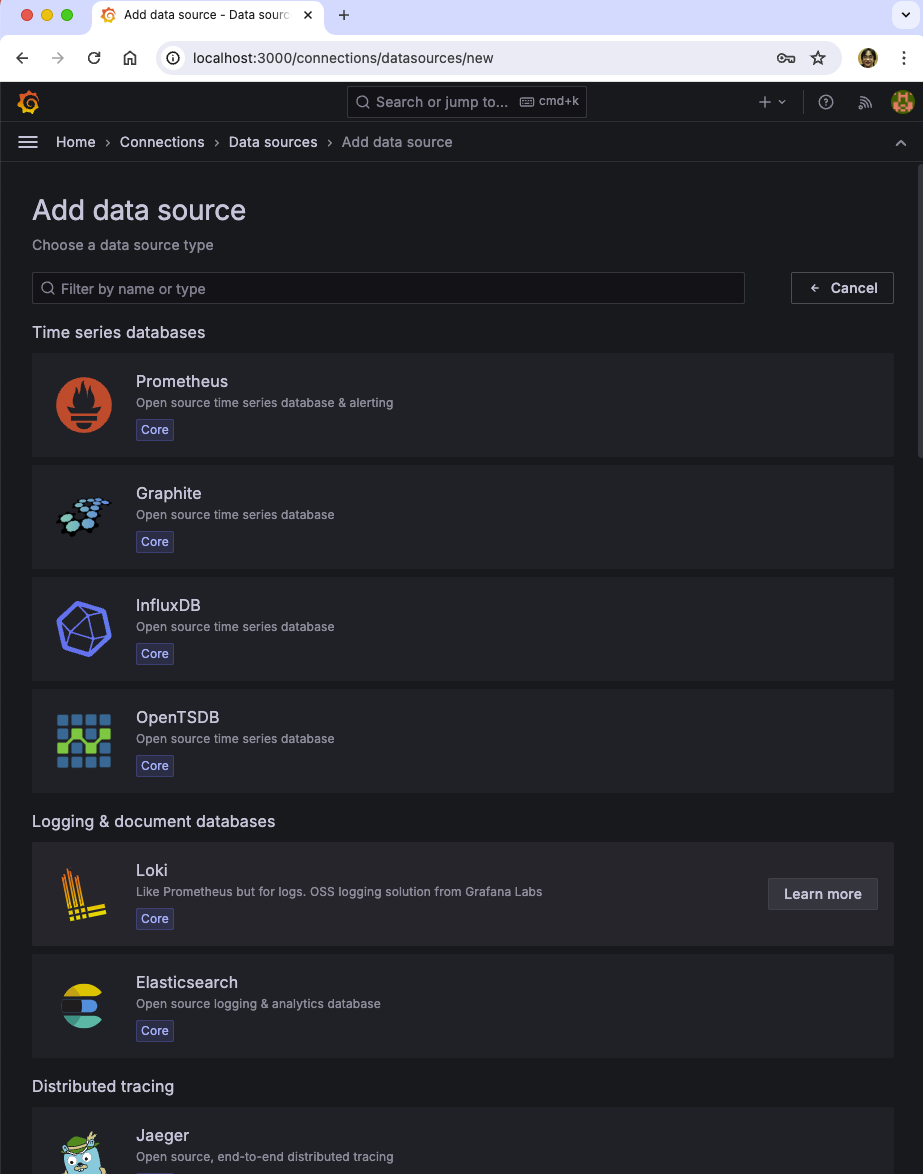 Add data source - Data sourc
localhost:3000/connections/datasources/new
Search or jump to... cmd+k
Home › Connections › Data sources › Add data source
Add data source
Choose a data source type
Filter by name or type
Cancel
Time series databases
Prometheus
Open source time series database & alerting
Core
Graphite
Open source time series database
Core
InfluxDB
Open source time series database
Core
OpenTSDB
Open source time series database
Core
Logging & document databases
Loki
Like Prometheus but for logs. OSS logging solution from Grafana Labs
Core
Learn more
Elasticsearch
Open source logging & analytics database
Core
Distributed tracing
Jaeger
Open source, end-to-end distributed tracing